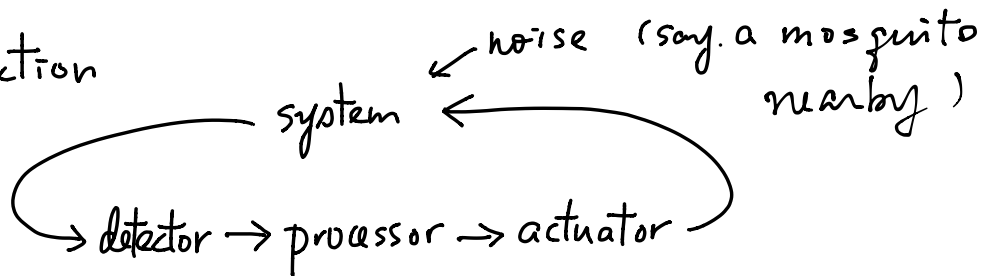 ction
noise (say. a mosquito
nearby)
system
detector → processor → actuator